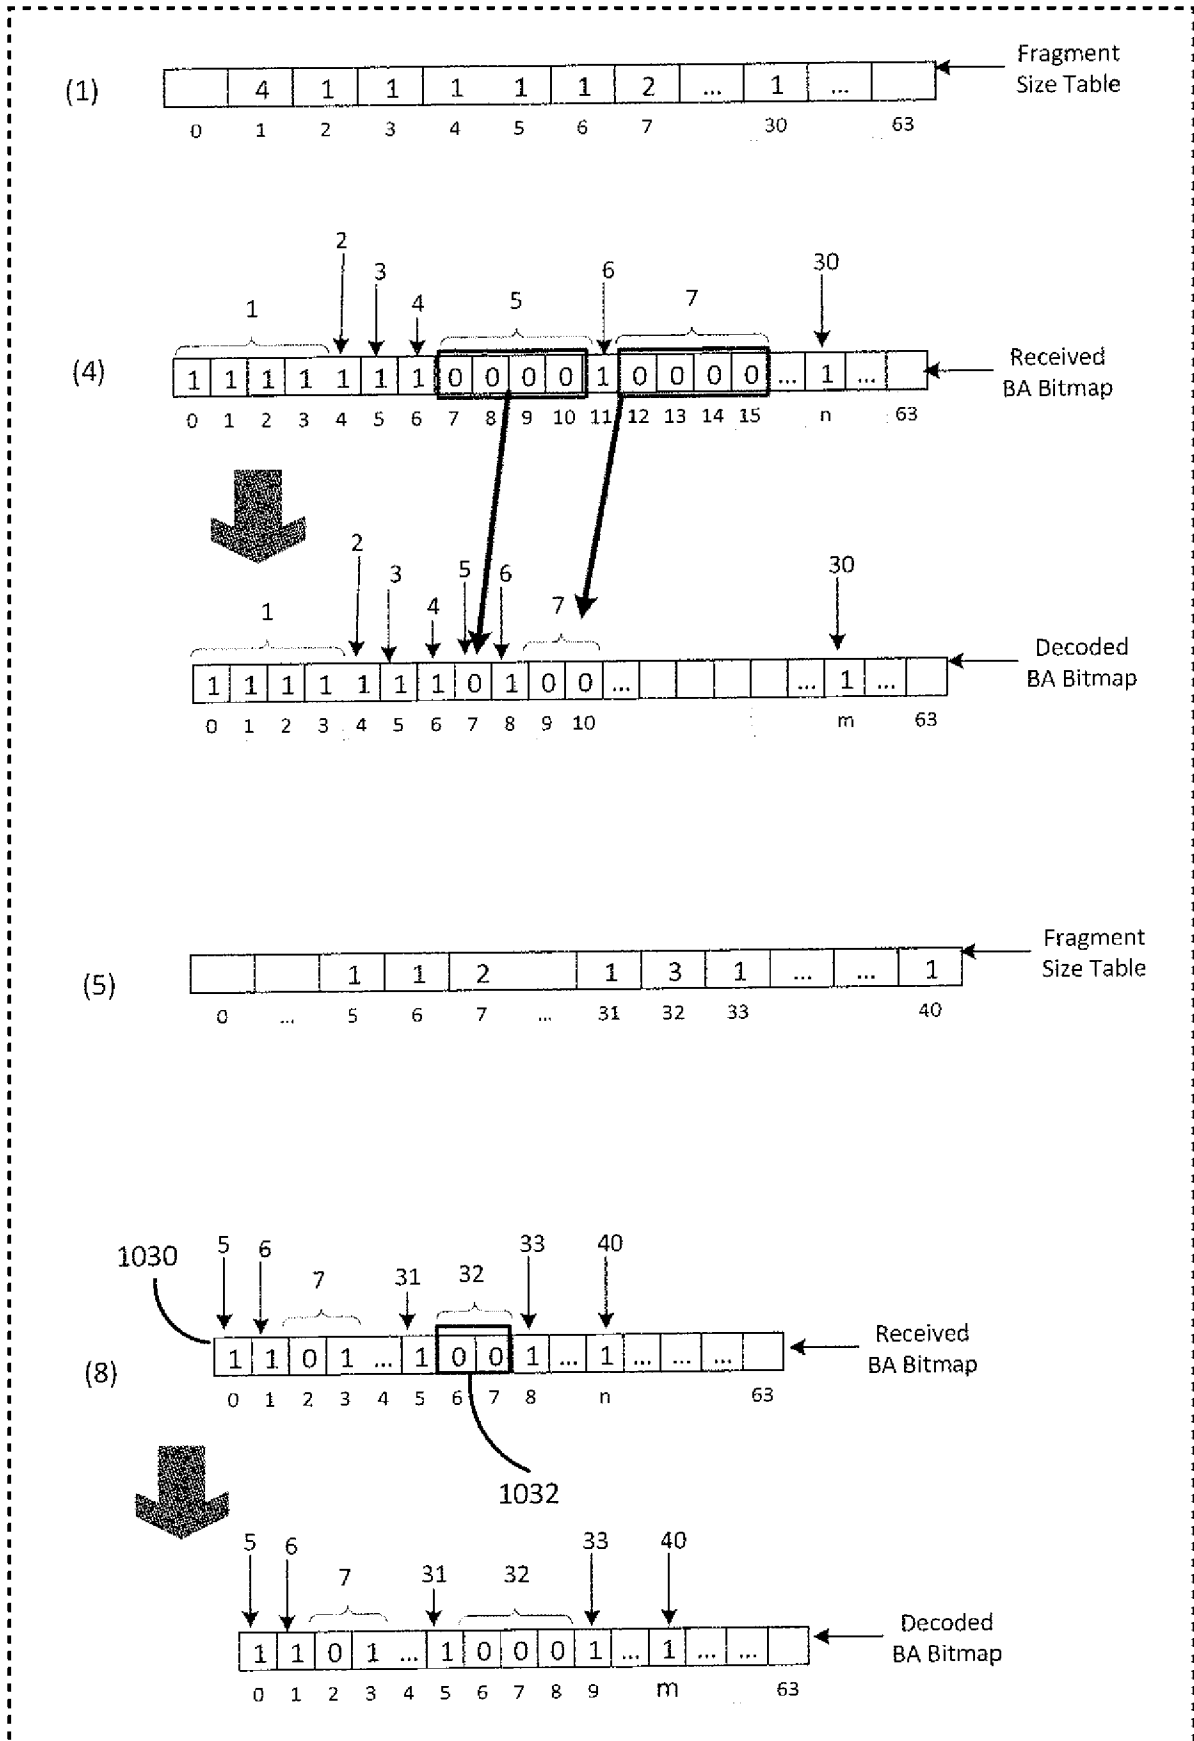 Fragment
Size Table
(1)
4 1 1 1 1 1 2 ... 1 ...
0 1 2 3 4 5 6 7 30 63
1 2 3 4 5 6 7 30
(4)
1 1 1 1 1 1 1 0 0 0 0 1 0 0 0 0 ... 1 ...
Received
BA Bitmap
0 1 2 3 4 5 6 7 8 9 10 11 12 13 14 15 n 63
1 2 3 4 5 6 7 30
1 1 1 1 1 1 1 0 1 0 0 ... ... 1 ...
Decoded
BA Bitmap
0 1 2 3 4 5 6 7 8 9 10 m 63
Fragment
Size Table
(5)
1 1 2 1 3 1 ... ... 1
0 ... 5 6 7 ... 31 32 33 40
1030
5 6 7 31 32 33 40
(8)
1 1 0 1 ... 1 0 0 1 ... 1 ... ... ...
Received
BA Bitmap
0 1 2 3 4 5 6 7 8 n 63
1032
5 6 7 31 32 33 40
1 1 0 1 ... 1 0 0 0 1 ... 1 ... ...
Decoded
BA Bitmap
0 1 2 3 4 5 6 7 8 9 m 63